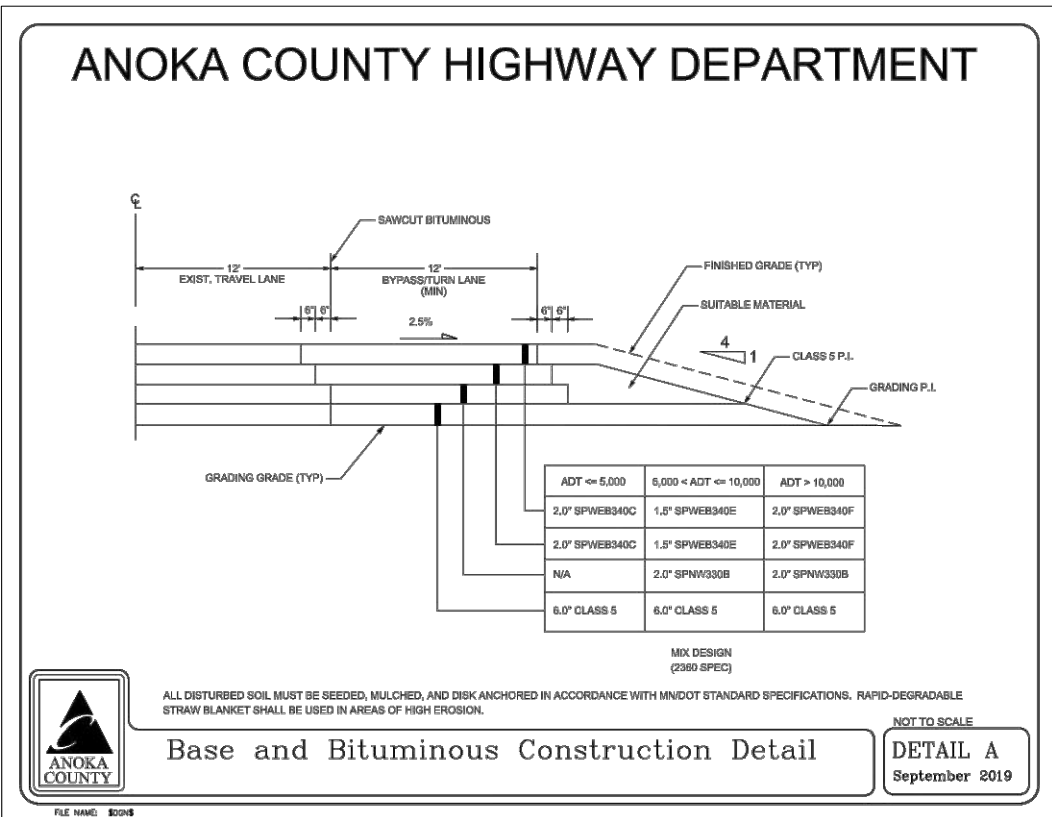 ANOKA COUNTY HIGHWAY DEPARTMENT
℄
SAWCUT BITUMINOUS
12'
EXIST. TRAVEL LANE
12'
BYPASS/TURN LANE
(MIN)
FINISHED GRADE (TYP)
SUITABLE MATERIAL
6" 6"
6" 6"
2.5%
4
1
CLASS 5 P.I.
GRADING P.I.
GRADING GRADE (TYP)
ADT <= 5,000 5,000 < ADT <= 10,000 ADT > 10,000
2.0" SPWEB340C 1.5" SPWEB340E 2.0" SPWEB340F
2.0" SPWEB340C 1.5" SPWEB340E 2.0" SPWEB340F
N/A 2.0" SPNW330B 2.0" SPNW330B
6.0" CLASS 5 6.0" CLASS 5 6.0" CLASS 5
MIX DESIGN
(2360 SPEC)
ALL DISTURBED SOIL MUST BE SEEDED, MULCHED, AND DISK ANCHORED IN ACCORDANCE WITH MN/DOT STANDARD SPECIFICATIONS. RAPID-DEGRADABLE
STRAW BLANKET SHALL BE USED IN AREAS OF HIGH EROSION.
ANOKA
COUNTY
Base and Bituminous Construction Detail
NOT TO SCALE
DETAIL A
September 2019
FILE NAME: $DGN$